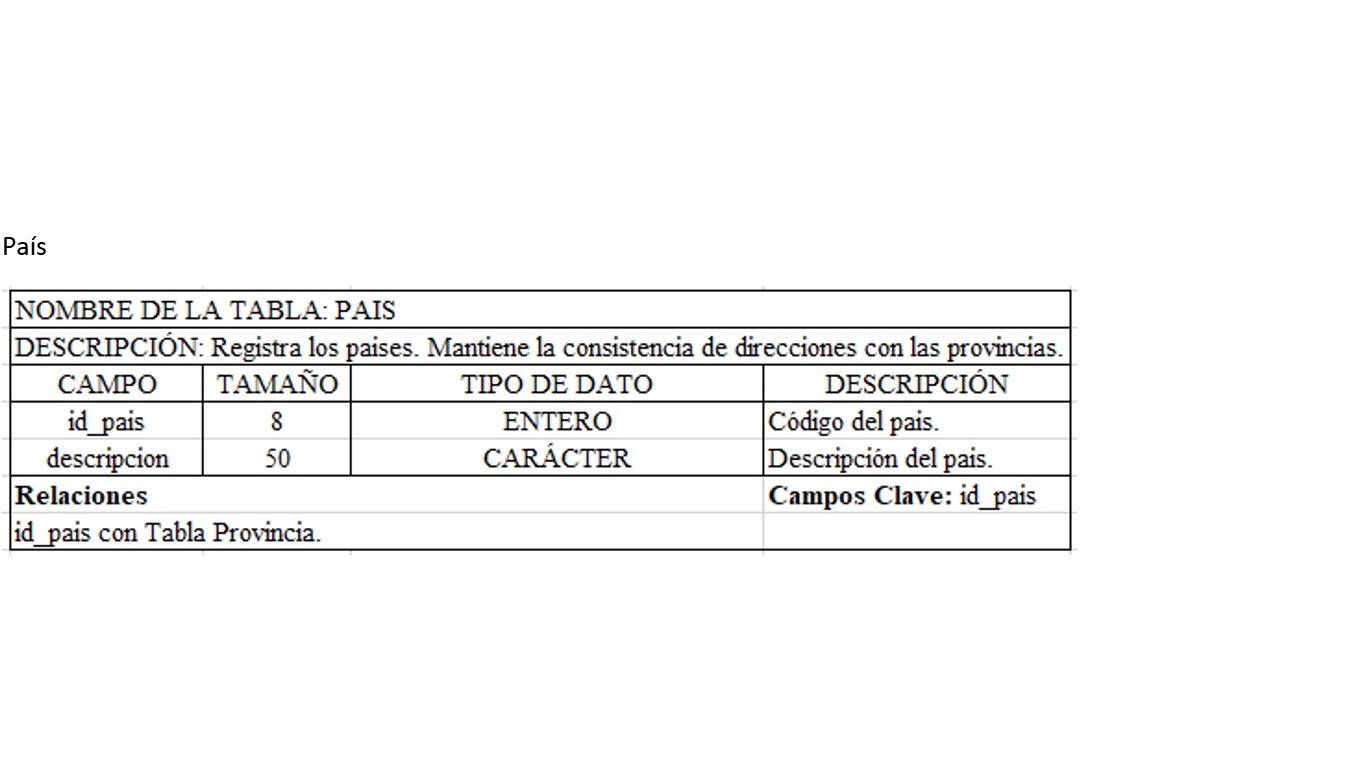 País
NOMBRE DE LA TABLA: PAIS
DESCRIPCIÓN: Registra los paises. Mantiene la consistencia de direcciones con las provincias.
CAMPO TAMAÑO TIPO DE DATO DESCRIPCIÓN
id_pais 8 ENTERO Código del pais.
descripcion 50 CARÁCTER Descripción del pais.
Relaciones Campos Clave: id_pais
id_pais con Tabla Provincia.